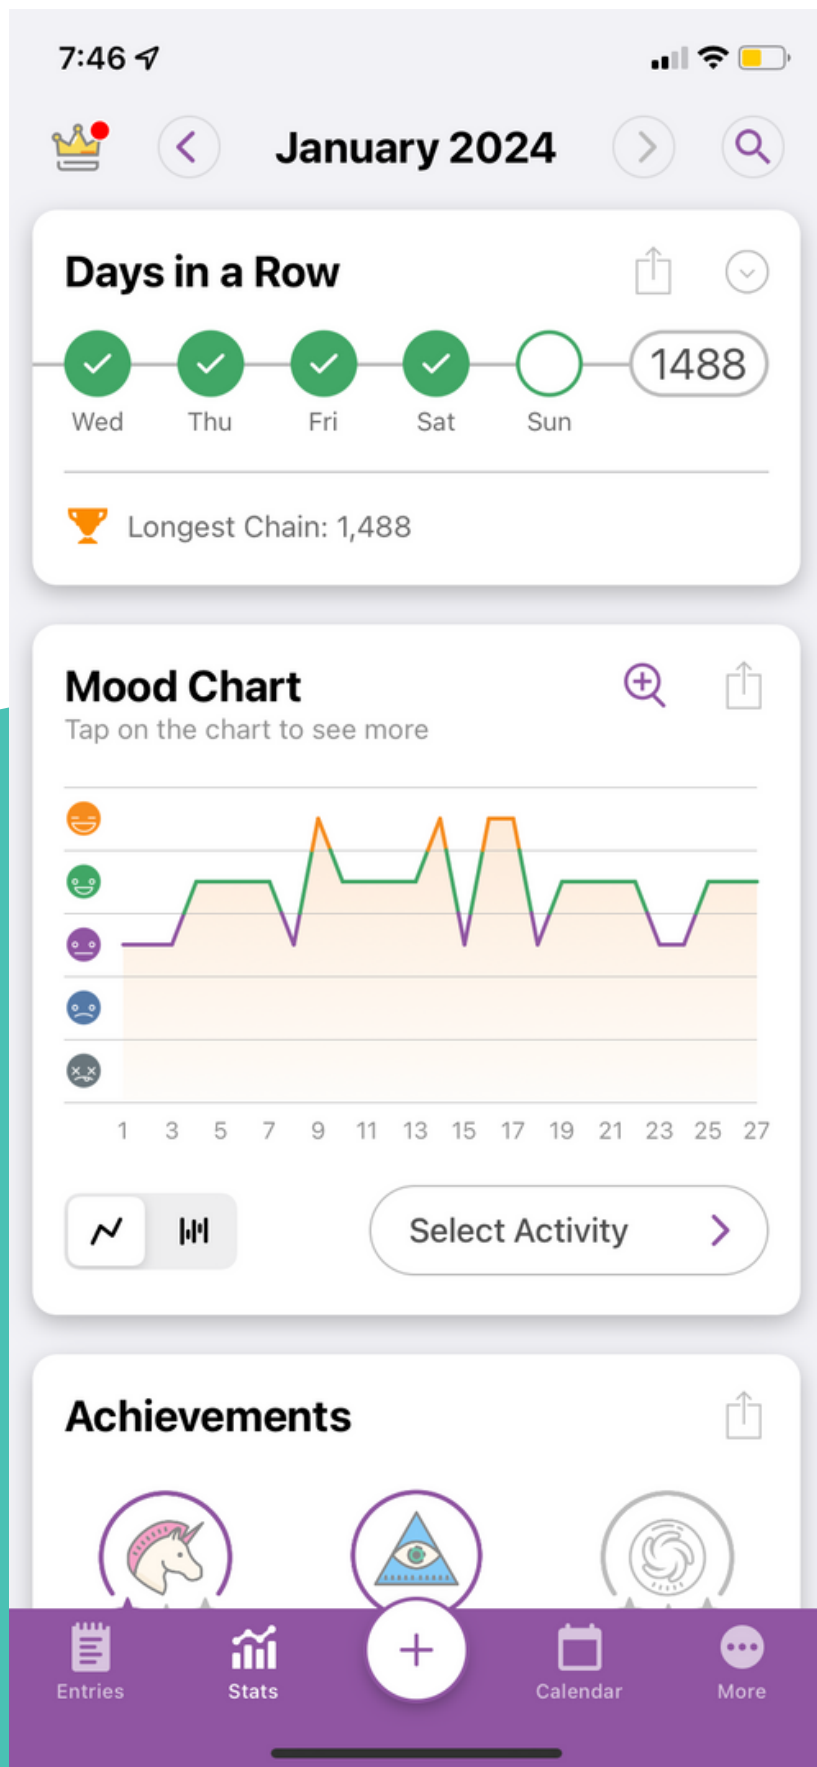 7:46
January 2024
Days in a Row
1488
Wed Thu Fri Sat Sun
Longest Chain: 1,488
Mood Chart
Tap on the chart to see more
1 3 5 7 9 11 13 15 17 19 21 23 25 27
Select Activity
Achievements
Entries Stats Calendar More